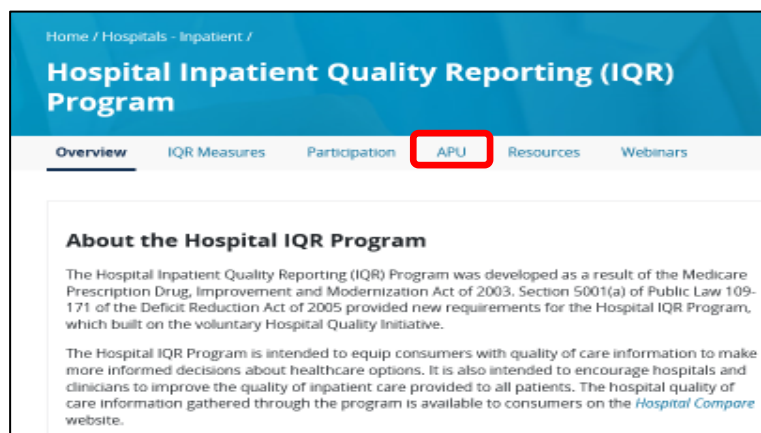 Home / Hospitals - Inpatient /
Hospital Inpatient Quality Reporting (IQR)
Program
Overview IQR Measures Participation APU Resources Webinars
About the Hospital IQR Program
The Hospital Inpatient Quality Reporting (IQR) Program was developed as a result of the Medicare
Prescription Drug, Improvement and Modernization Act of 2003. Section 5001(a) of Public Law 109-
171 of the Deficit Reduction Act of 2005 provided new requirements for the Hospital IQR Program,
which built on the voluntary Hospital Quality Initiative.
The Hospital IQR Program is intended to equip consumers with quality of care information to make
more informed decisions about healthcare options. It is also intended to encourage hospitals and
clinicians to improve the quality of inpatient care provided to all patients. The hospital quality of
care information gathered through the program is available to consumers on the Hospital Compare
website.